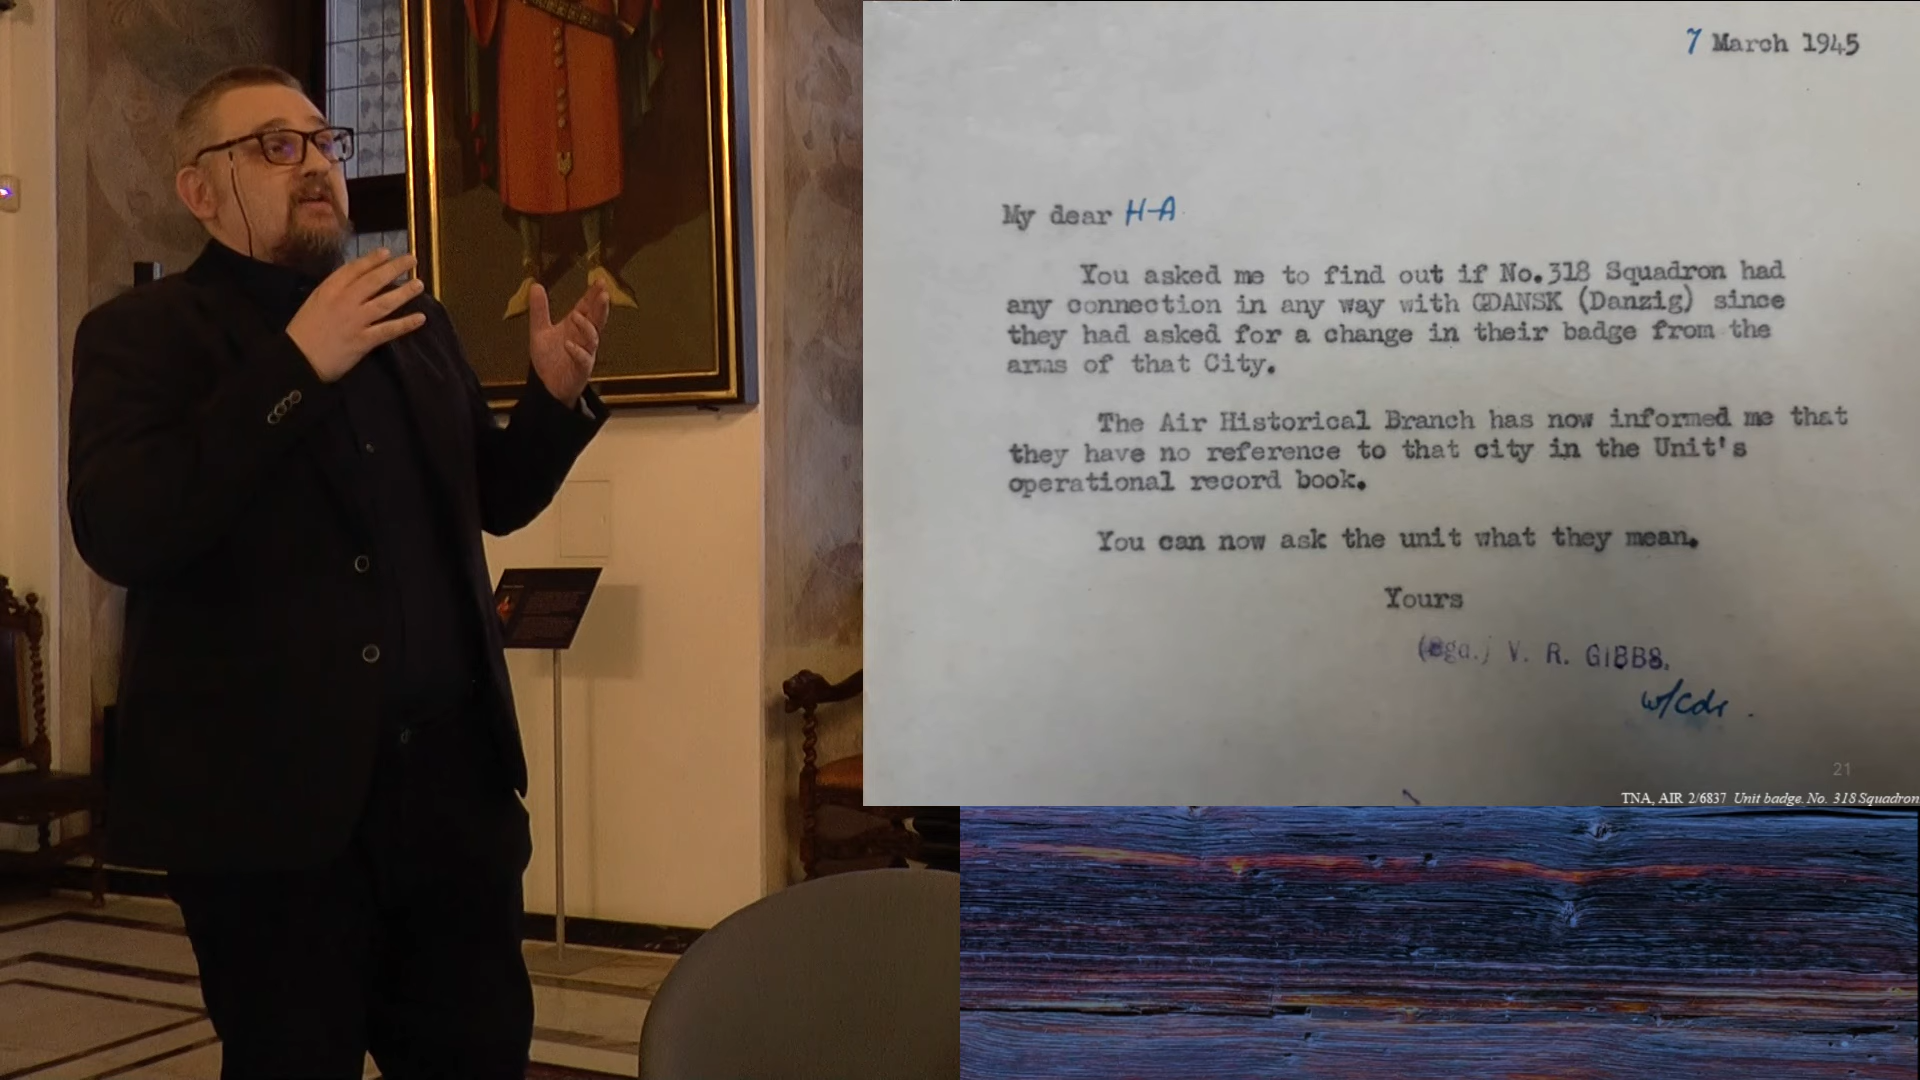 7 March 1945
My dear H-A
You asked me to find out if No.318 Squadron had
any connection in any way with GDANSK (Danzig) since
they had asked for a change in their badge from the
arms of that City.
The Air Historical Branch has now informed me that
they have no reference to that city in the Unit's
operational record book.
You can now ask the unit what they mean.
Yours
(Sgd.) V. R. GIBBS.
w/Cdr.
21
TNA, AIR 2/6837 Unit badge. No. 318 Squadron